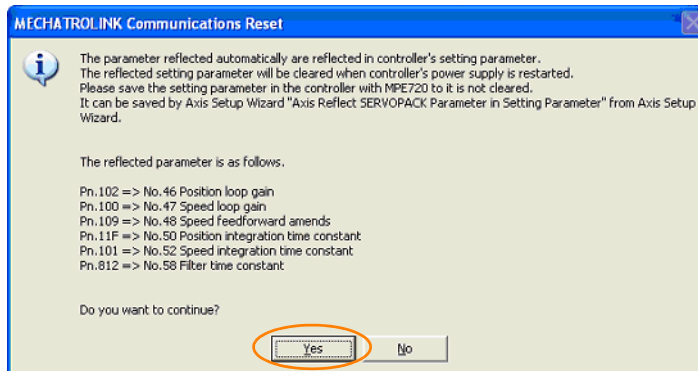 MECHATROLINK Communications Reset
The parameter reflected automatically are reflected in controller's setting parameter.
The reflected setting parameter will be cleared when controller's power supply is restarted.
Please save the setting parameter in the controller with MPE720 to it is not cleared.
It can be saved by Axis Setup Wizard "Axis Reflect SERVOPACK Parameter in Setting Parameter" from Axis Setup
Wizard.
The reflected parameter is as follows.
Pn.102 => No.46 Position loop gain
Pn.100 => No.47 Speed loop gain
Pn.109 => No.48 Speed feedforward amends
Pn.11F => No.50 Position integration time constant
Pn.101 => No.52 Speed integration time constant
Pn.812 => No.58 Filter time constant
Do you want to continue?
Yes No